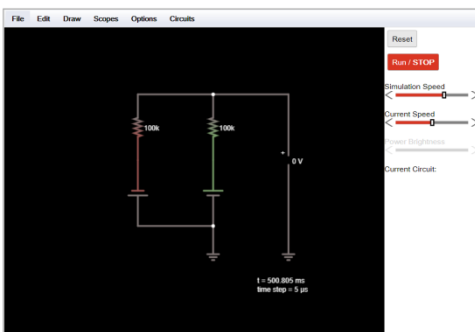 File Edit Draw Scopes Options Circuits
Reset
Run / STOP
Simulation Speed
Current Speed
Power Brightness
Current Circuit:
100k
100k
+
0 V
t = 500.805 ms
time step = 5 µs